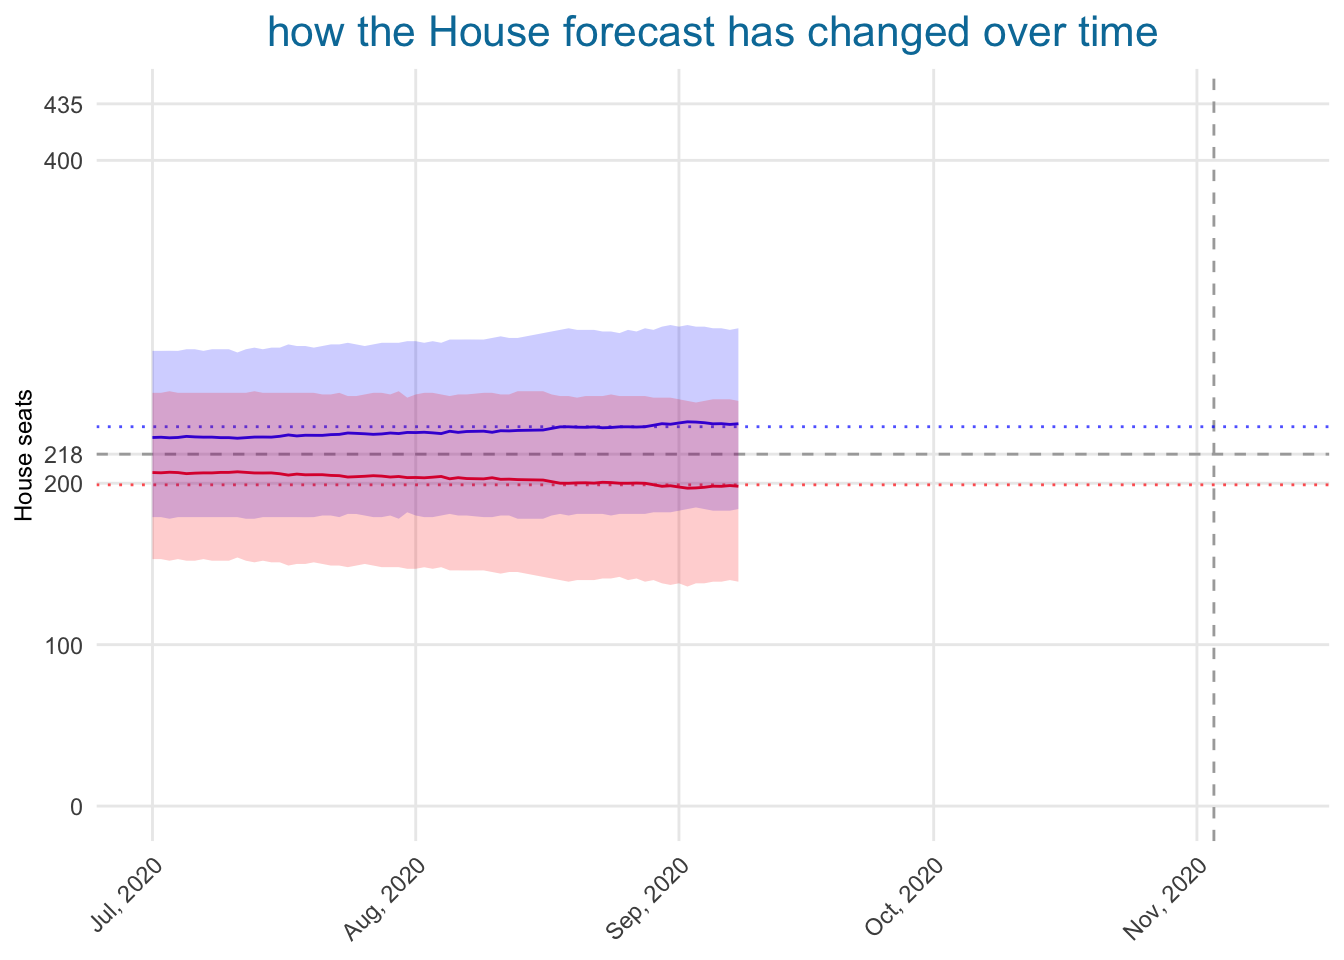 how the House forecast has changed over time
435
400
218
200
100
0
House seats
Jul, 2020
Aug, 2020
Sep, 2020
Oct, 2020
Nov, 2020